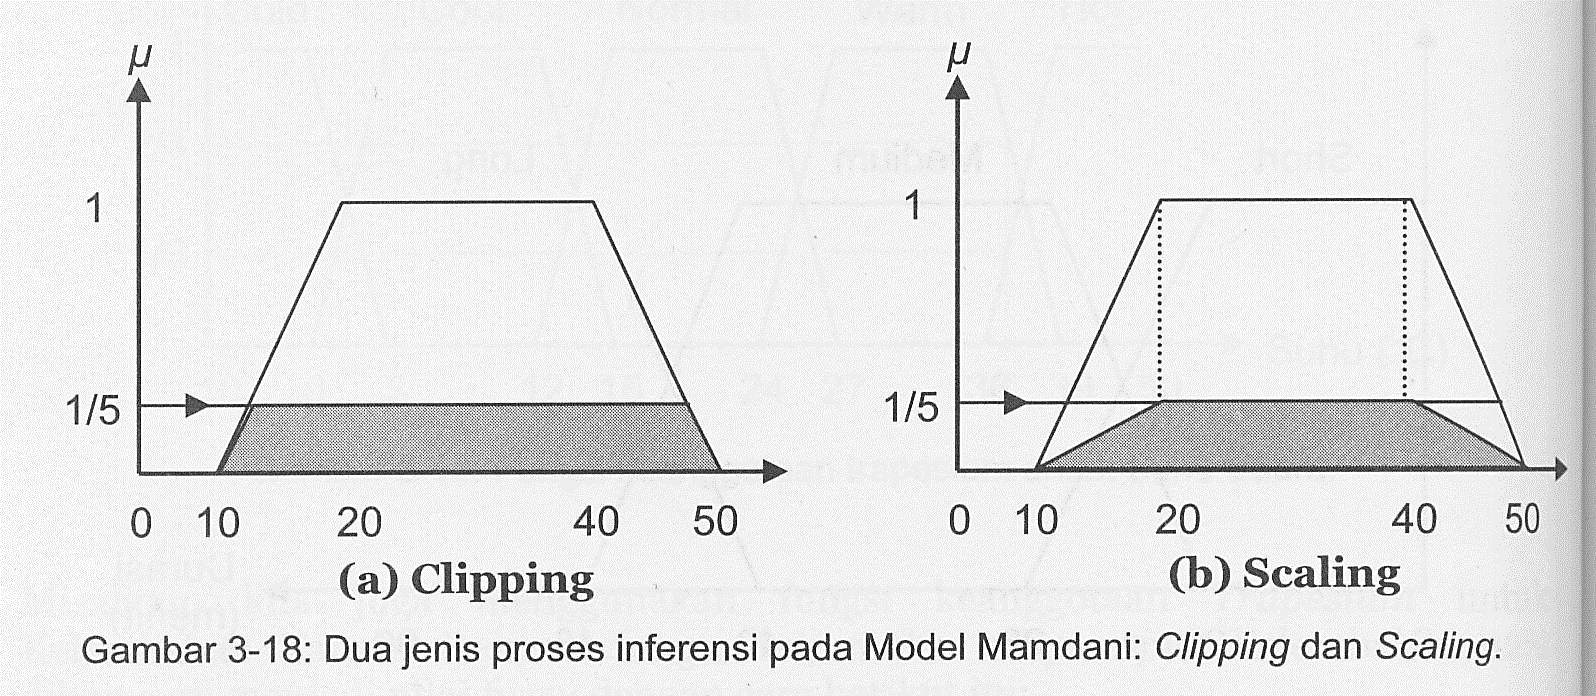 μ
1
1/5
0 10 20 40 50
(a) Clipping
μ
1
1/5
0 10 20 40 50
(b) Scaling
Gambar 3-18: Dua jenis proses inferensi pada Model Mamdani: Clipping dan Scaling.